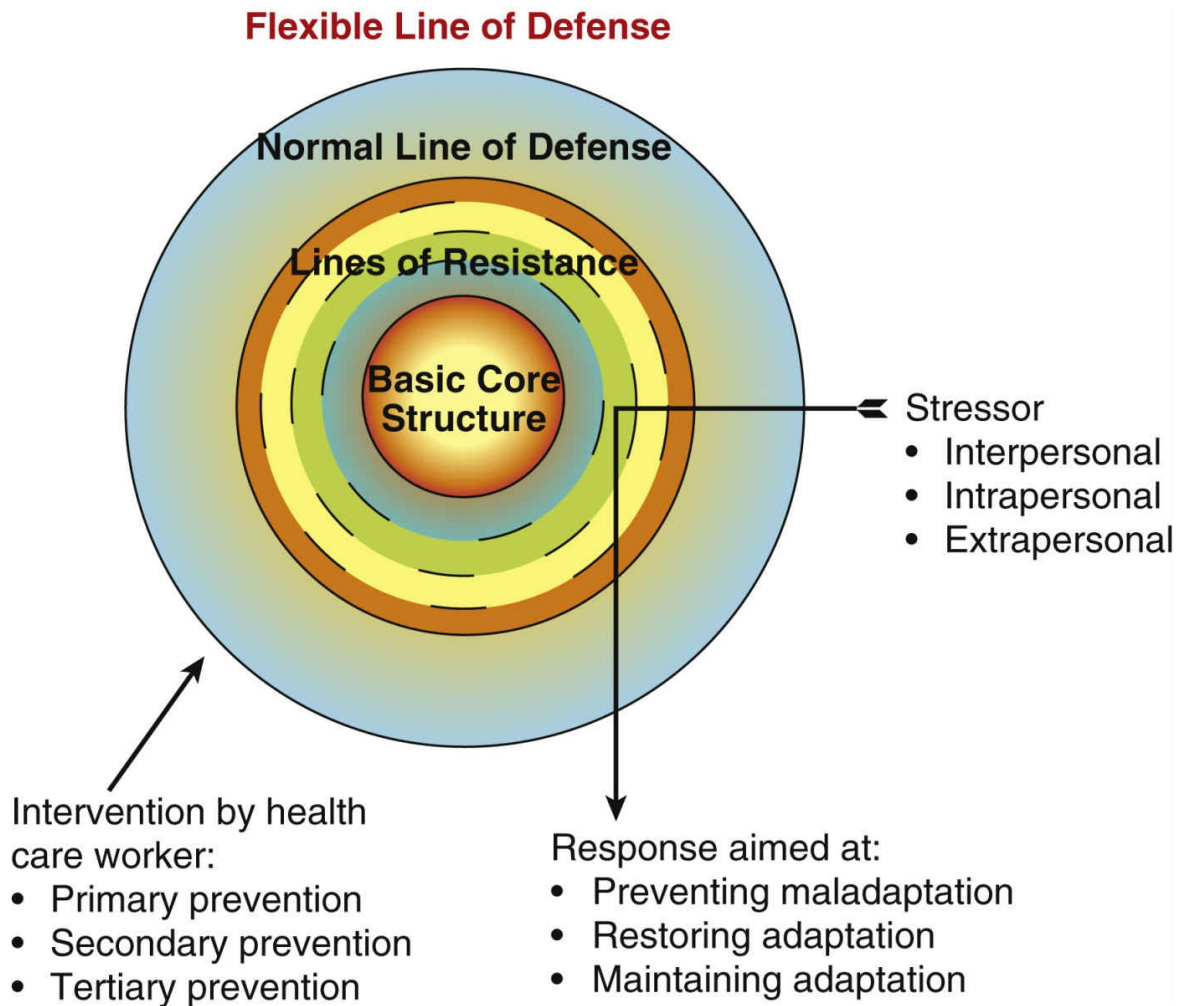 Flexible Line of Defense
Normal Line of Defense
Lines of Resistance
Basic Core
Structure
Stressor
• Interpersonal
• Intrapersonal
• Extrapersonal
Intervention by health
care worker:
• Primary prevention
• Secondary prevention
• Tertiary prevention
Response aimed at:
• Preventing maladaptation
• Restoring adaptation
• Maintaining adaptation